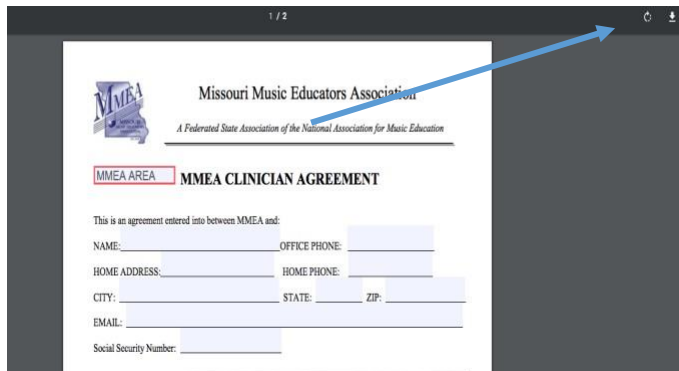 1 / 2
MMEA
Missouri Music Educators Association
A Federated State Association of the National Association for Music Education
MMEA AREA
MMEA CLINICIAN AGREEMENT
This is an agreement entered into between MMEA and:
NAME: OFFICE PHONE:
HOME ADDRESS: HOME PHONE:
CITY: STATE: ZIP:
EMAIL:
Social Security Number: